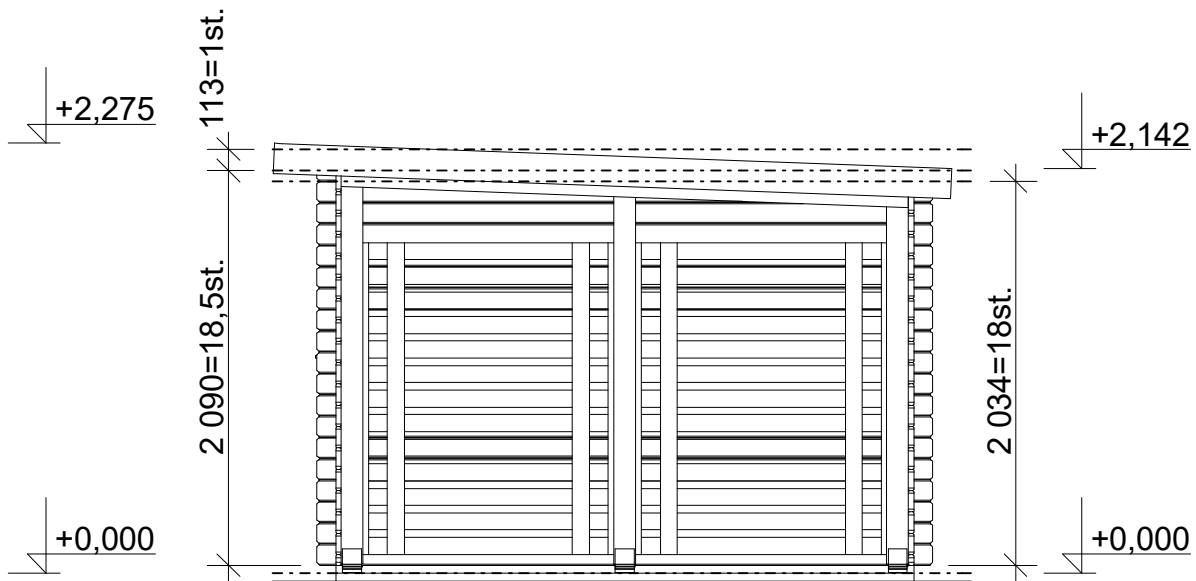 113=1st.
+2,275
+2,142
2 090=18,5st.
2 034=18st.
+0,000
+0,000